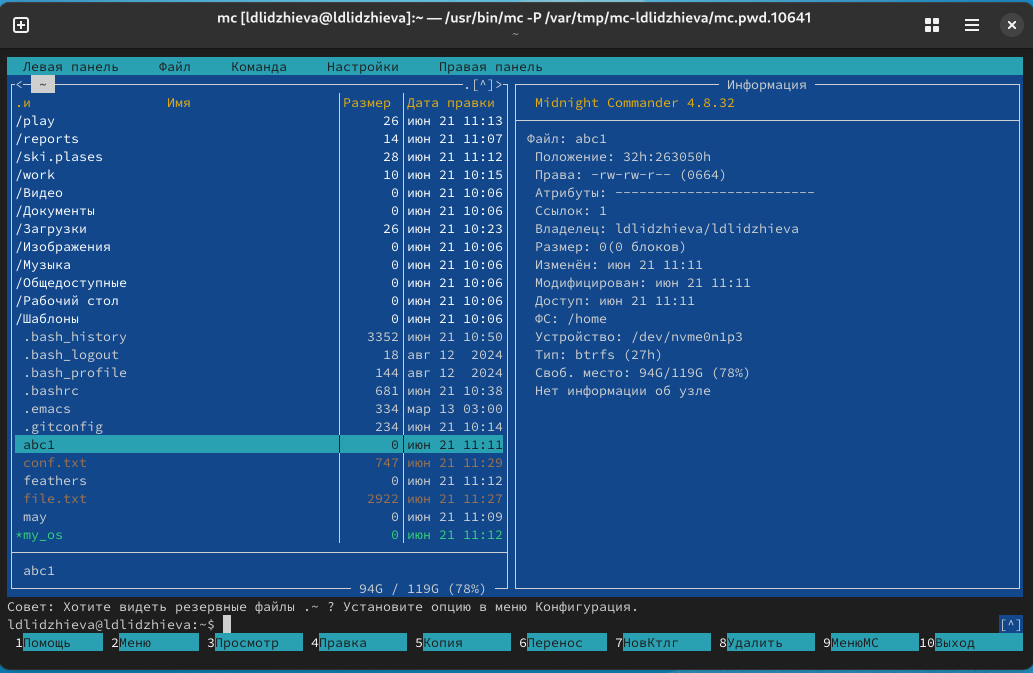 mc [ldlidzhieva@ldlidzhieva]:~ — /usr/bin/mc -P /var/tmp/mc-ldlidzhieva/mc.pwd.10641
~
Левая панель Файл Команда Настройки Правая панель
<─ ~ .[^]>
.и Имя Размер Дата правки
/play 26 июн 21 11:13
/reports 14 июн 21 11:07
/ski.plases 28 июн 21 11:12
/work 10 июн 21 10:15
/Видео 0 июн 21 10:06
/Документы 0 июн 21 10:06
/Загрузки 26 июн 21 10:23
/Изображения 0 июн 21 10:06
/Музыка 0 июн 21 10:06
/Общедоступные 0 июн 21 10:06
/Рабочий стол 0 июн 21 10:06
/Шаблоны 0 июн 21 10:06
.bash_history 3352 июн 21 10:50
.bash_logout 18 авг 12 2024
.bash_profile 144 авг 12 2024
.bashrc 681 июн 21 10:38
.emacs 334 мар 13 03:00
.gitconfig 234 июн 21 10:14
abc1 0 июн 21 11:11
conf.txt 747 июн 21 11:29
feathers 0 июн 21 11:12
file.txt 2922 июн 21 11:27
may 0 июн 21 11:09
*my_os 0 июн 21 11:12
abc1
94G / 119G (78%)
Информация
Midnight Commander 4.8.32
Файл: abc1
Положение: 32h:263050h
Права: -rw-rw-r-- (0664)
Атрибуты: -------------------------
Ссылок: 1
Владелец: ldlidzhieva/ldlidzhieva
Размер: 0(0 блоков)
Изменён: июн 21 11:11
Модифицирован: июн 21 11:11
Доступ: июн 21 11:11
ФС: /home
Устройство: /dev/nvme0n1p3
Тип: btrfs (27h)
Своб. место: 94G/119G (78%)
Нет информации об узле
Совет: Хотите видеть резервные файлы .~ ? Установите опцию в меню Конфигурация.
ldlidzhieva@ldlidzhieva:~$ [^]
1Помощь 2Меню 3Просмотр 4Правка 5Копия 6Перенос 7НовКтлг 8Удалить 9МенюМС 10Выход